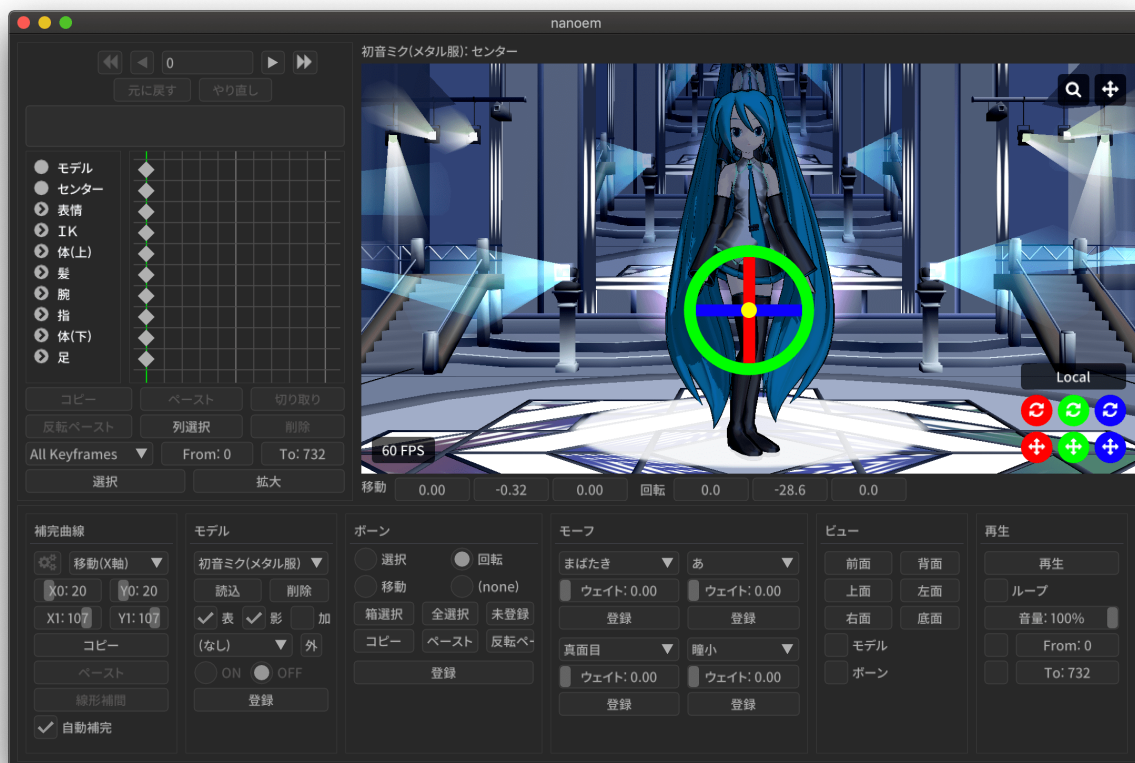 nanoem
0
元に戻す やり直し
モデル
センター
表情
IK
体(上)
髪
腕
指
体(下)
足
コピー ペースト 切り取り
反転ペースト 列選択 削除
All Keyframes From: 0 To: 732
選択 拡大
初音ミク(メタル服): センター
Local
60 FPS
移動 0.00 -0.32 0.00 回転 0.0 -28.6 0.0
補完曲線
移動(X軸)
X0: 20 Y0: 20
X1: 107 Y1: 107
コピー
ペースト
線形補間
自動補完
モデル
初音ミク(メタル服)
読込 削除
表 影 加
(なし) 外
ON OFF
登録
ボーン
選択 回転
移動 (none)
箱選択 全選択 未登録
コピー ペースト 反転ペー
登録
モーフ
まばたき あ
ウェイト: 0.00 ウェイト: 0.00
登録 登録
真面目 瞳小
ウェイト: 0.00 ウェイト: 0.00
登録 登録
ビュー
前面 背面
上面 左面
右面 底面
モデル
ボーン
再生
再生
ループ
音量: 100%
From: 0
To: 732